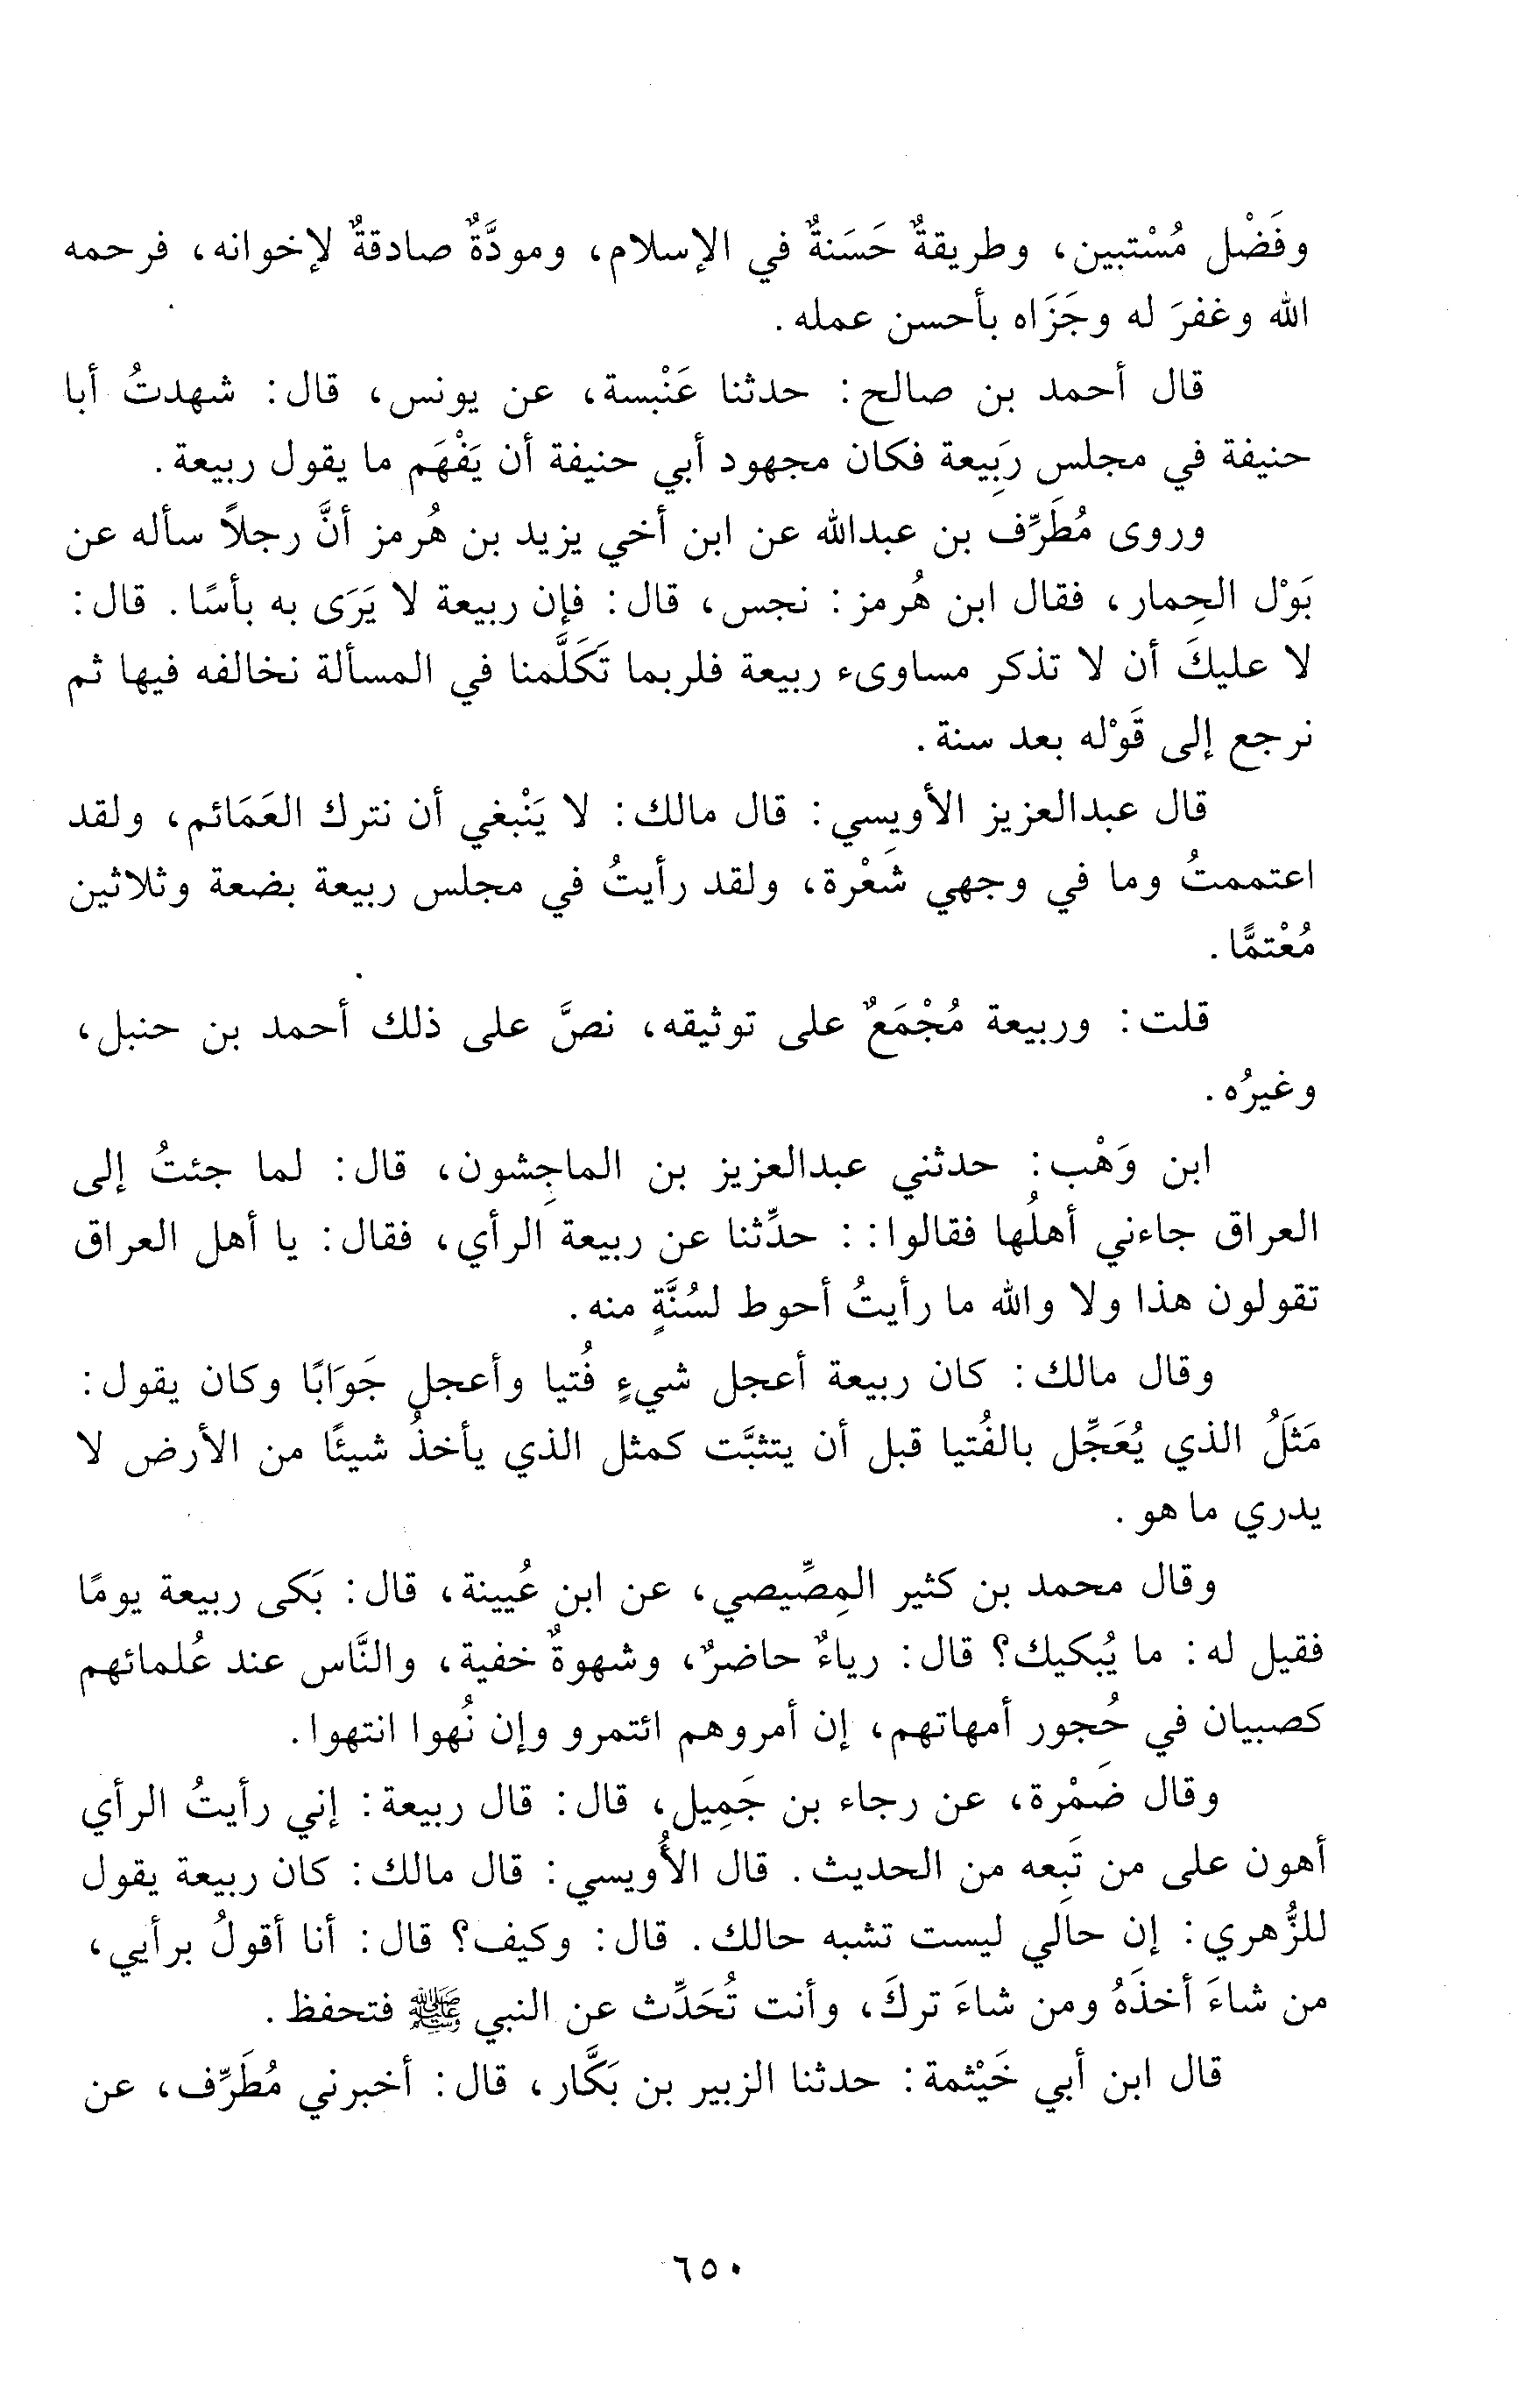 وفَضْل مُسْتبين، وطريقةٌ حَسَنةٌ في الإسلام، ومودَّةٌ صادقةٌ لإخوانه، فرحمه
الله وغفرَ له وجَزَاه بأحسن عمله.
قال أحمد بن صالح: حدثنا عَنْبسة، عن يونس، قال: شهدتُ أبا
حنيفة في مجلس رَبِيعة فكان مجهود أبي حنيفة أن يَفْهَم ما يقول ربيعة.
وروى مُطَرِّف بن عبدالله عن ابن أخي يزيد بن هُرمز أنَّ رجلاً سأله عن
بَوْل الحِمار، فقال ابن هُرمز: نجس، قال: فإن ربيعة لا يَرَى به بأسًا. قال:
لا عليكَ أن لا تذكر مساوىء ربيعة فلربما تَكَلَّمنا في المسألة نخالفه فيها ثم
نرجع إلى قَوْله بعد سنة.
قال عبدالعزيز الأويسِي: قال مالك: لا يَنْبغي أن نترك العَمَائم، ولقد
اعتممتُ وما في وجهي شَعْرة، ولقد رأيتُ في مجلس ربيعة بضعة وثلاثين
مُعْتمًّا.
قلت: وربيعة مُجْمَعٌ على توثيقه، نصَّ على ذلك أحمد بن حنبل،
وغيرُه.
ابن وَهْب: حدثني عبدالعزيز بن الماجِشون، قال: لما جئتُ إلى
العراق جاءني أهلُها فقالوا: : حدِّثنا عن ربيعة الرأي، فقال: يا أهل العراق
تقولون هذا ولا والله ما رأيتُ أحوط لسُنَّةٍ منه.
وقال مالك: كان ربيعة أعجل شيءٍ فُتيا وأعجل جَوَابًا وكان يقول:
مَثَلُ الذي يُعَجِّل بالفُتيا قبل أن يتثبَّت كمثل الذي يأخذُ شيئًا من الأرض لا
يدري ما هو.
وقال محمد بن كثير المِصِّيصي، عن ابن عُيينة، قال: بَكى ربيعة يومًا
فقيل له: ما يُبكيك؟ قال: رياءٌ حاضرٌ، وشهوةٌ خفية، والنَّاس عند عُلمائهم
كصبيان في حُجور أمهاتهم، إن أمروهم ائتمرو وإن نُهوا انتهوا.
وقال ضَمْرة، عن رجاء بن جَمِيل، قال: قال ربيعة: إني رأيتُ الرأي
أهون على من تَبِعه من الحديث. قال الأُويسي: قال مالك: كان ربيعة يقول
للزُّهري: إن حالي ليست تشبه حالك. قال: وكيف؟ قال: أنا أقولُ برأيي،
من شاءَ أخذَهُ ومن شاءَ تركَ، وأنت تُحَدِّث عن النبي ﷺ فتحفظ.
قال ابن أبي خَيْثمة: حدثنا الزبير بن بَكَّار، قال: أخبرني مُطَرِّف، عن
٦٥٠